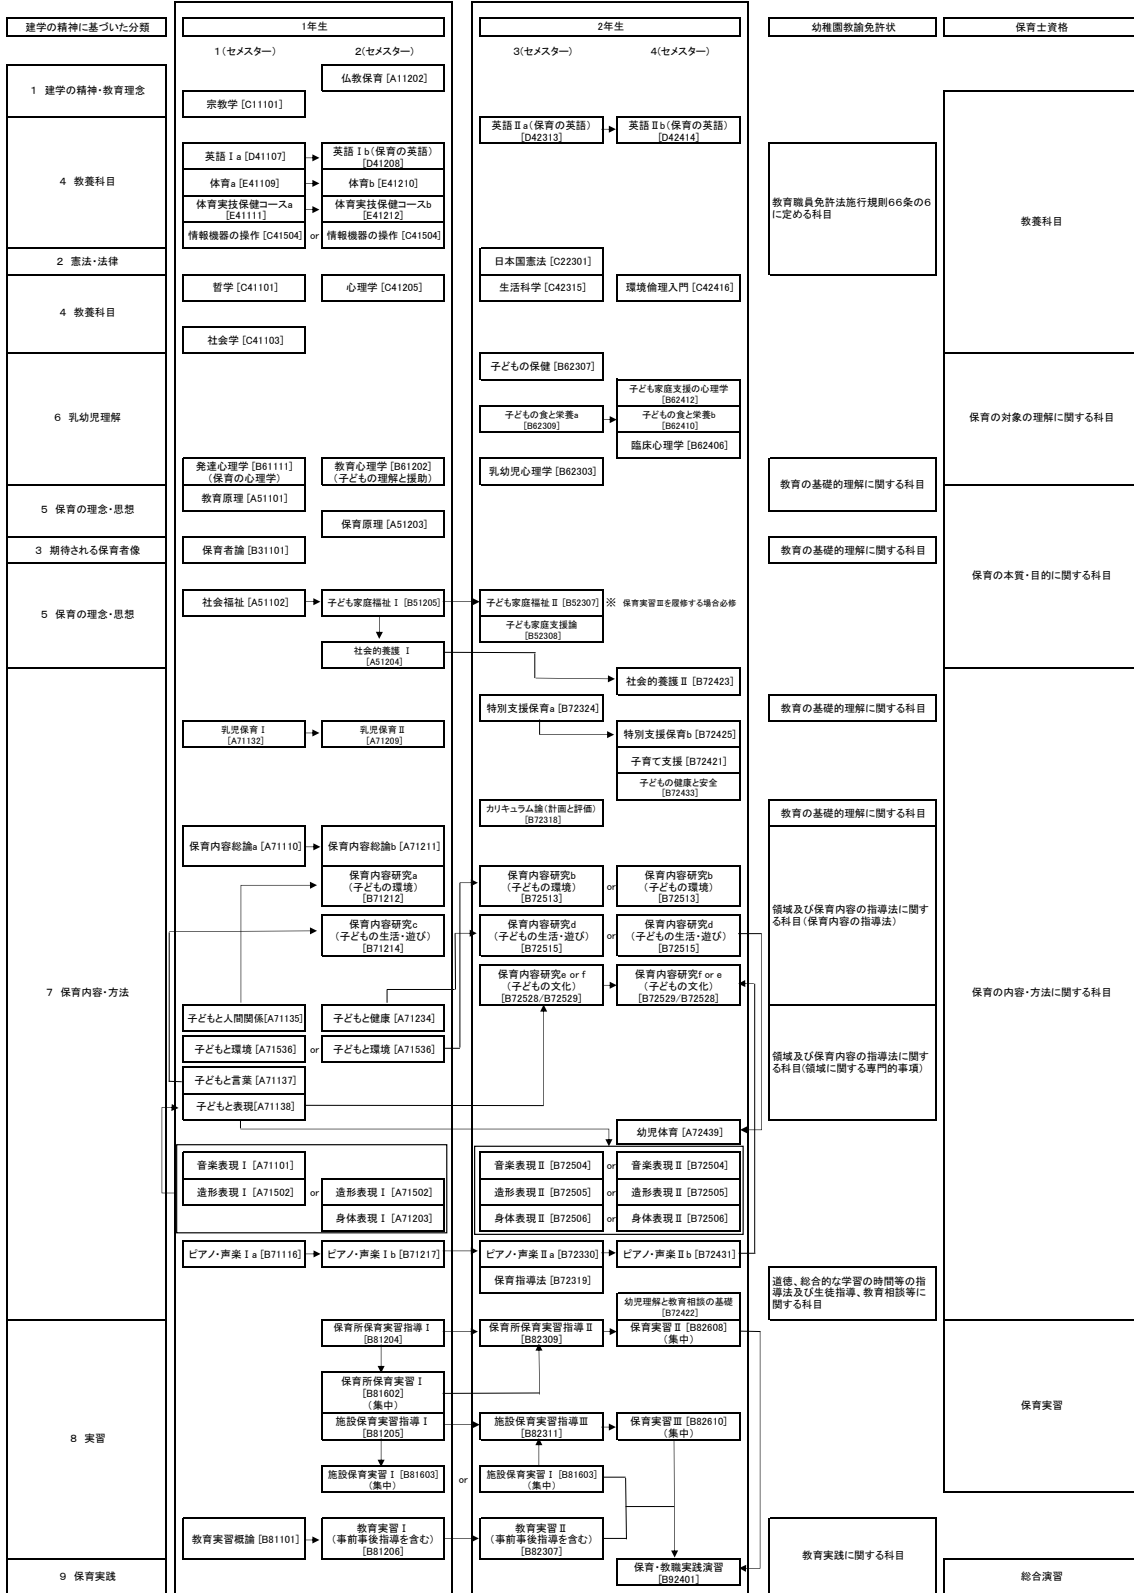 建学の精神に基づいた分類
1年生
2年生
幼稚園教諭免許状
保育士資格
1(セメスター)
2(セメスター)
3(セメスター)
4(セメスター)
1 建学の精神・教育理念
仏教保育 [A11202]
宗教学 [C11101]
4 教養科目
英語Ⅱa(保育の英語)
[D42313]
英語Ⅱb(保育の英語)
[D42414]
英語Ⅰa [D41107]
英語Ⅰb(保育の英語)
[D41208]
体育a [E41109]
体育b [E41210]
体育実技保健コースa
[E41111]
体育実技保健コースb
[E41212]
情報機器の操作 [C41504]
or
情報機器の操作 [C41504]
教育職員免許法施行規則66条の6
に定める科目
教養科目
2 憲法・法律
日本国憲法 [C22301]
4 教養科目
哲学 [C41101]
心理学 [C41205]
生活科学 [C42315]
環境倫理入門 [C42416]
社会学 [C41103]
6 乳幼児理解
子どもの保健 [B62307]
子ども家庭支援の心理学
[B62412]
子どもの食と栄養a
[B62309]
子どもの食と栄養b
[B62410]
臨床心理学 [B62406]
保育の対象の理解に関する科目
発達心理学 [B61111]
(保育の心理学)
教育心理学 [B61202]
(子どもの理解と援助)
乳幼児心理学 [B62303]
教育の基礎的理解に関する科目
5 保育の理念・思想
教育原理 [A51101]
保育原理 [A51203]
3 期待される保育者像
保育者論 [B31101]
教育の基礎的理解に関する科目
保育の本質・目的に関する科目
5 保育の理念・思想
社会福祉 [A51102]
子ども家庭福祉Ⅰ [B51205]
子ども家庭福祉Ⅱ [B52307]
※ 保育実習Ⅲを履修する場合必修
子ども家庭支援論
[B52308]
社会的養護 Ⅰ
[A51204]
社会的養護Ⅱ [B72423]
7 保育内容・方法
特別支援保育a [B72324]
教育の基礎的理解に関する科目
乳児保育Ⅰ
[A71132]
乳児保育Ⅱ
[A71209]
特別支援保育b [B72425]
子育て支援 [B72421]
子どもの健康と安全
[B72433]
カリキュラム論(計画と評価)
[B72318]
教育の基礎的理解に関する科目
保育内容総論a [A71110]
保育内容総論b [A71211]
保育内容研究a
(子どもの環境)
[B71212]
保育内容研究b
(子どもの環境)
[B72513]
or
保育内容研究b
(子どもの環境)
[B72513]
領域及び保育内容の指導法に関す
る科目(保育内容の指導法)
保育内容研究c
(子どもの生活・遊び)
[B71214]
保育内容研究d
(子どもの生活・遊び)
[B72515]
or
保育内容研究d
(子どもの生活・遊び)
[B72515]
保育内容研究e or f
(子どもの文化)
[B72528/B72529]
保育内容研究f or e
(子どもの文化)
[B72529/B72528]
保育の内容・方法に関する科目
子どもと人間関係[A71135]
子どもと健康 [A71234]
子どもと環境 [A71536]
or
子どもと環境 [A71536]
領域及び保育内容の指導法に関す
る科目(領域に関する専門的事項)
子どもと言葉 [A71137]
子どもと表現[A71138]
幼児体育 [A72439]
音楽表現Ⅰ [A71101]
音楽表現Ⅱ [B72504]
or
音楽表現Ⅱ [B72504]
造形表現Ⅰ [A71502]
or
造形表現Ⅰ [A71502]
造形表現Ⅱ [B72505]
or
造形表現Ⅱ [B72505]
身体表現Ⅰ [A71203]
身体表現Ⅱ [B72506]
or
身体表現Ⅱ [B72506]
ピアノ・声楽Ⅰa [B71116]
ピアノ・声楽Ⅰb [B71217]
ピアノ・声楽Ⅱa [B72330]
ピアノ・声楽Ⅱb [B72431]
保育指導法 [B72319]
道徳、総合的な学習の時間等の指
導法及び生徒指導、教育相談等に
関する科目
幼児理解と教育相談の基礎
[B72422]
8 実習
保育所保育実習指導Ⅰ
[B81204]
保育所保育実習指導Ⅱ
[B82309]
保育実習Ⅱ [B82608]
(集中)
保育所保育実習Ⅰ
[B81602]
(集中)
保育実習
施設保育実習指導Ⅰ
[B81205]
施設保育実習指導Ⅲ
[B82311]
保育実習Ⅲ [B82610]
(集中)
施設保育実習Ⅰ [B81603]
(集中)
or
施設保育実習Ⅰ [B81603]
(集中)
教育実習概論 [B81101]
教育実習Ⅰ
(事前事後指導を含む)
[B81206]
教育実習Ⅱ
(事前事後指導を含む)
[B82307]
教育実践に関する科目
9 保育実践
保育・教職実践演習
[B92401]
総合演習